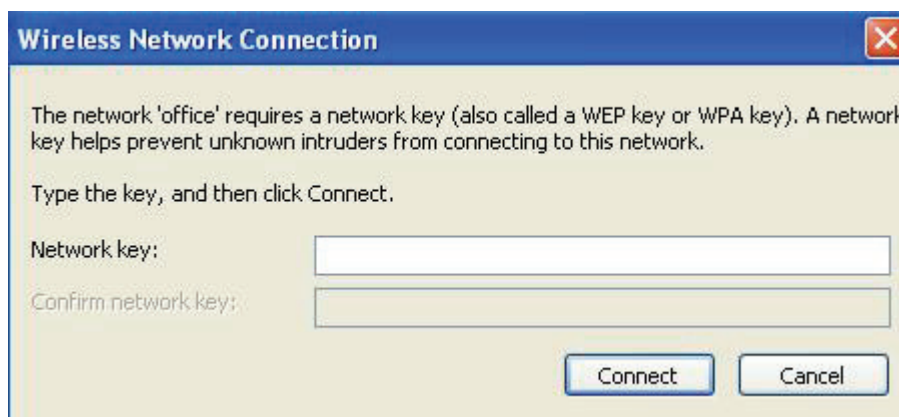 Wireless Network Connection
The network 'office' requires a network key (also called a WEP key or WPA key). A network
key helps prevent unknown intruders from connecting to this network.
Type the key, and then click Connect.
Network key:
Confirm network key:
Connect Cancel